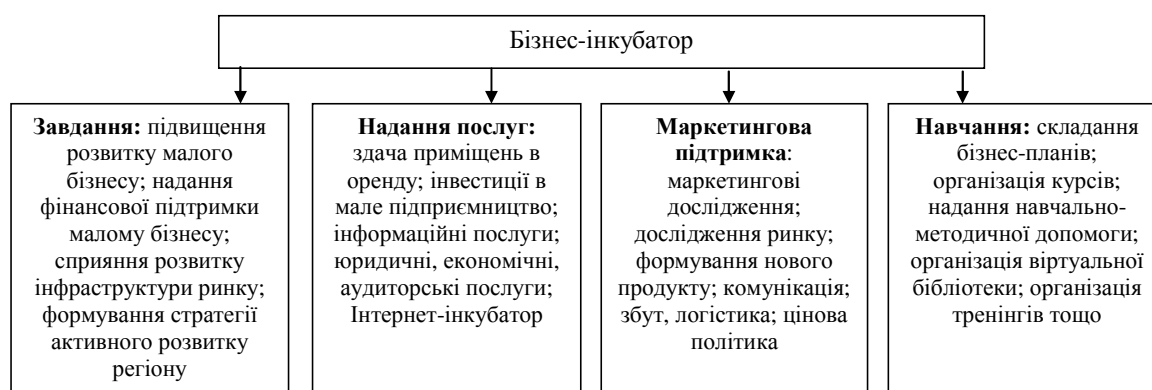 Бізнес-інкубатор
Завдання: підвищення
розвитку малого
бізнесу; надання
фінансової підтримки
малому бізнесу;
сприяння розвитку
інфраструктури ринку;
формування стратегії
активного розвитку
регіону
Надання послуг:
здача приміщень в
оренду; інвестиції в
мале підприємництво;
інформаційні послуги;
юридичні, економічні,
аудиторські послуги;
Інтернет-інкубатор
Маркетингова
підтримка:
маркетингові
дослідження;
дослідження ринку;
формування нового
продукту; комунікація;
збут, логістика; цінова
політика
Навчання: складання
бізнес-планів;
організація курсів;
надання навчально-
методичної допомоги;
організація віртуальної
бібліотеки; організація
тренінгів тощо